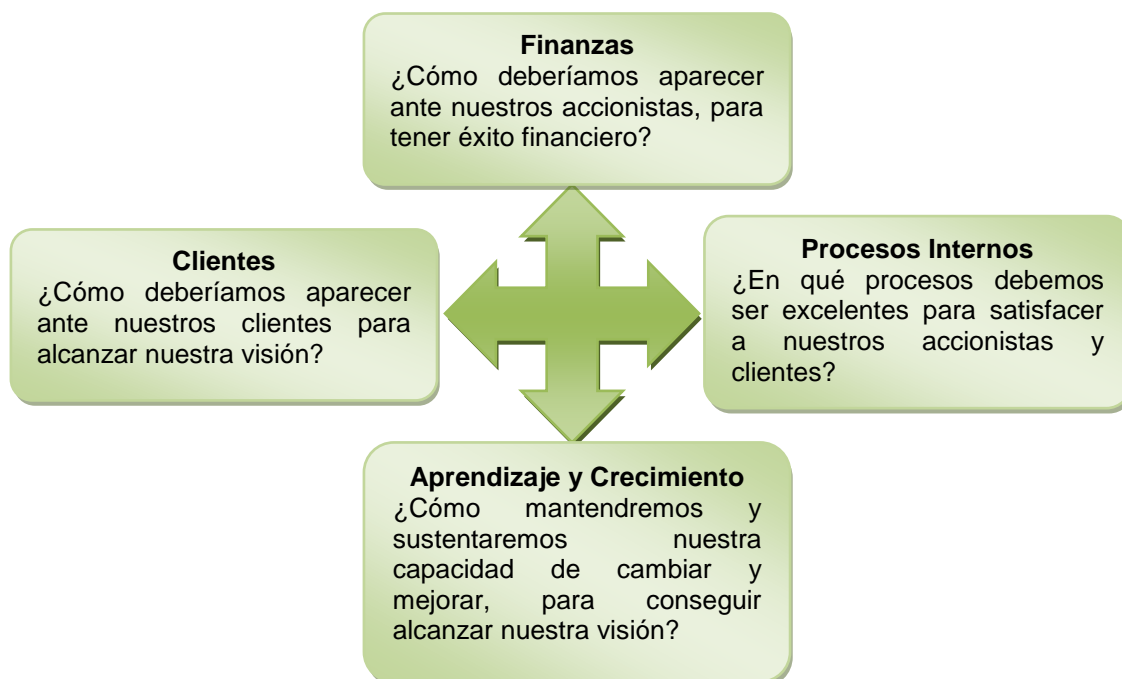 Finanzas
¿Cómo deberíamos aparecer
ante nuestros accionistas, para
tener éxito financiero?
Clientes
¿Cómo deberíamos aparecer
ante nuestros clientes para
alcanzar nuestra visión?
Procesos Internos
¿En qué procesos debemos
ser excelentes para satisfacer
a nuestros accionistas y
clientes?
Aprendizaje y Crecimiento
¿Cómo mantendremos y
sustentaremos nuestra
capacidad de cambiar y
mejorar, para conseguir
alcanzar nuestra visión?